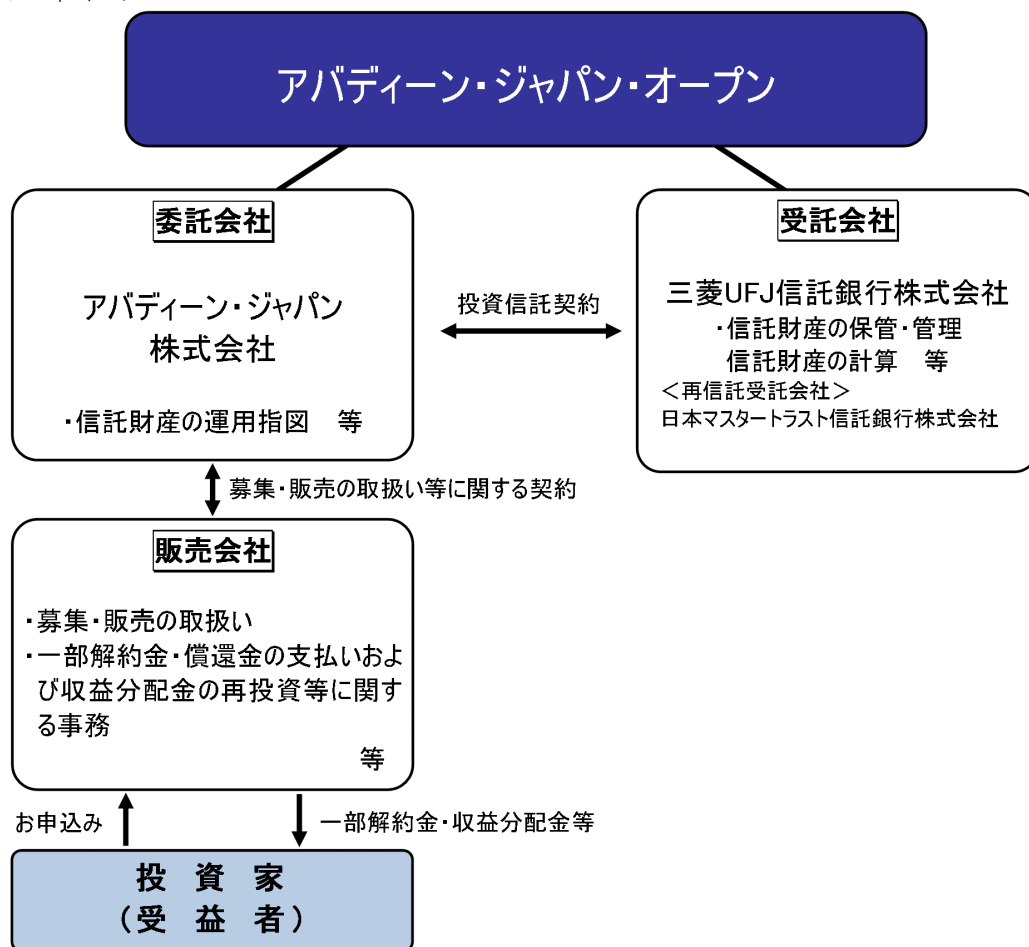 アバディーン・ジャパン・オープン
委託会社
アバディーン・ジャパン
株式会社
・信託財産の運用指図　等
投資信託契約
受託会社
三菱UFJ信託銀行株式会社
・信託財産の保管・管理
信託財産の計算　等
＜再信託受託会社＞
日本マスタートラスト信託銀行株式会社
募集・販売の取扱い等に関する契約
販売会社
・募集・販売の取扱い
・一部解約金・償還金の支払いおよ
び収益分配金の再投資等に関す
る事務
等
お申込み
一部解約金・収益分配金等
投　資　家
（受　益　者）